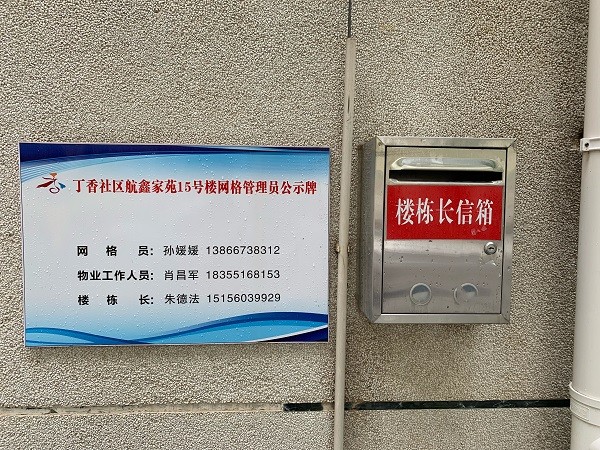 丁香社区航鑫家苑15号楼网格管理员公示牌
网格员：孙媛媛 13866738312
物业工作人员：肖昌军 18355168153
楼栋长：朱德法 15156039929
楼栋长信箱